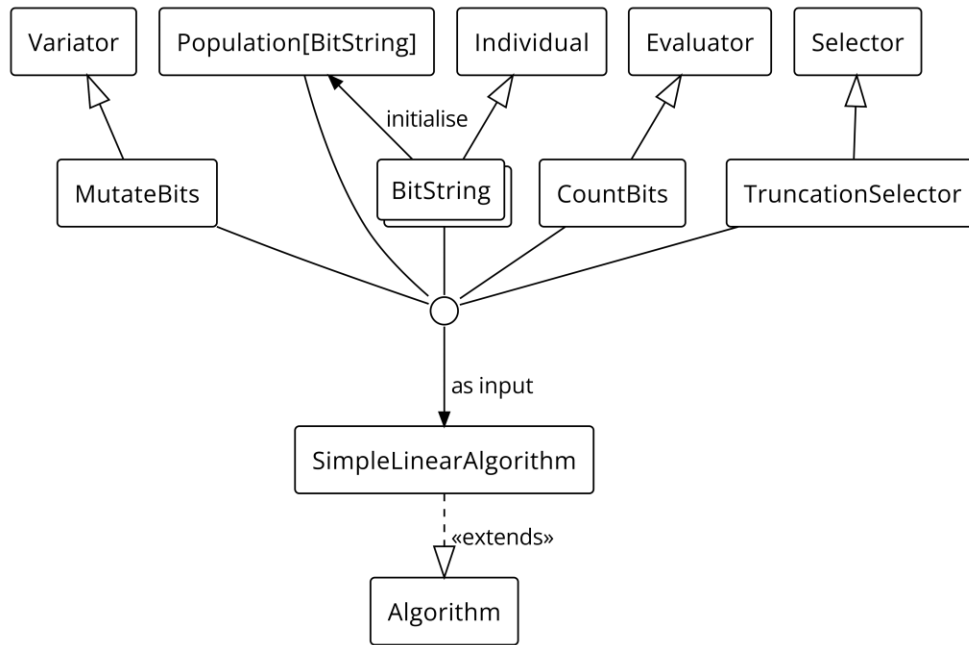 Variator
Population[BitString]
Individual
Evaluator
Selector
initialise
MutateBits
BitString
CountBits
TruncationSelector
as input
SimpleLinearAlgorithm
«extends»
Algorithm